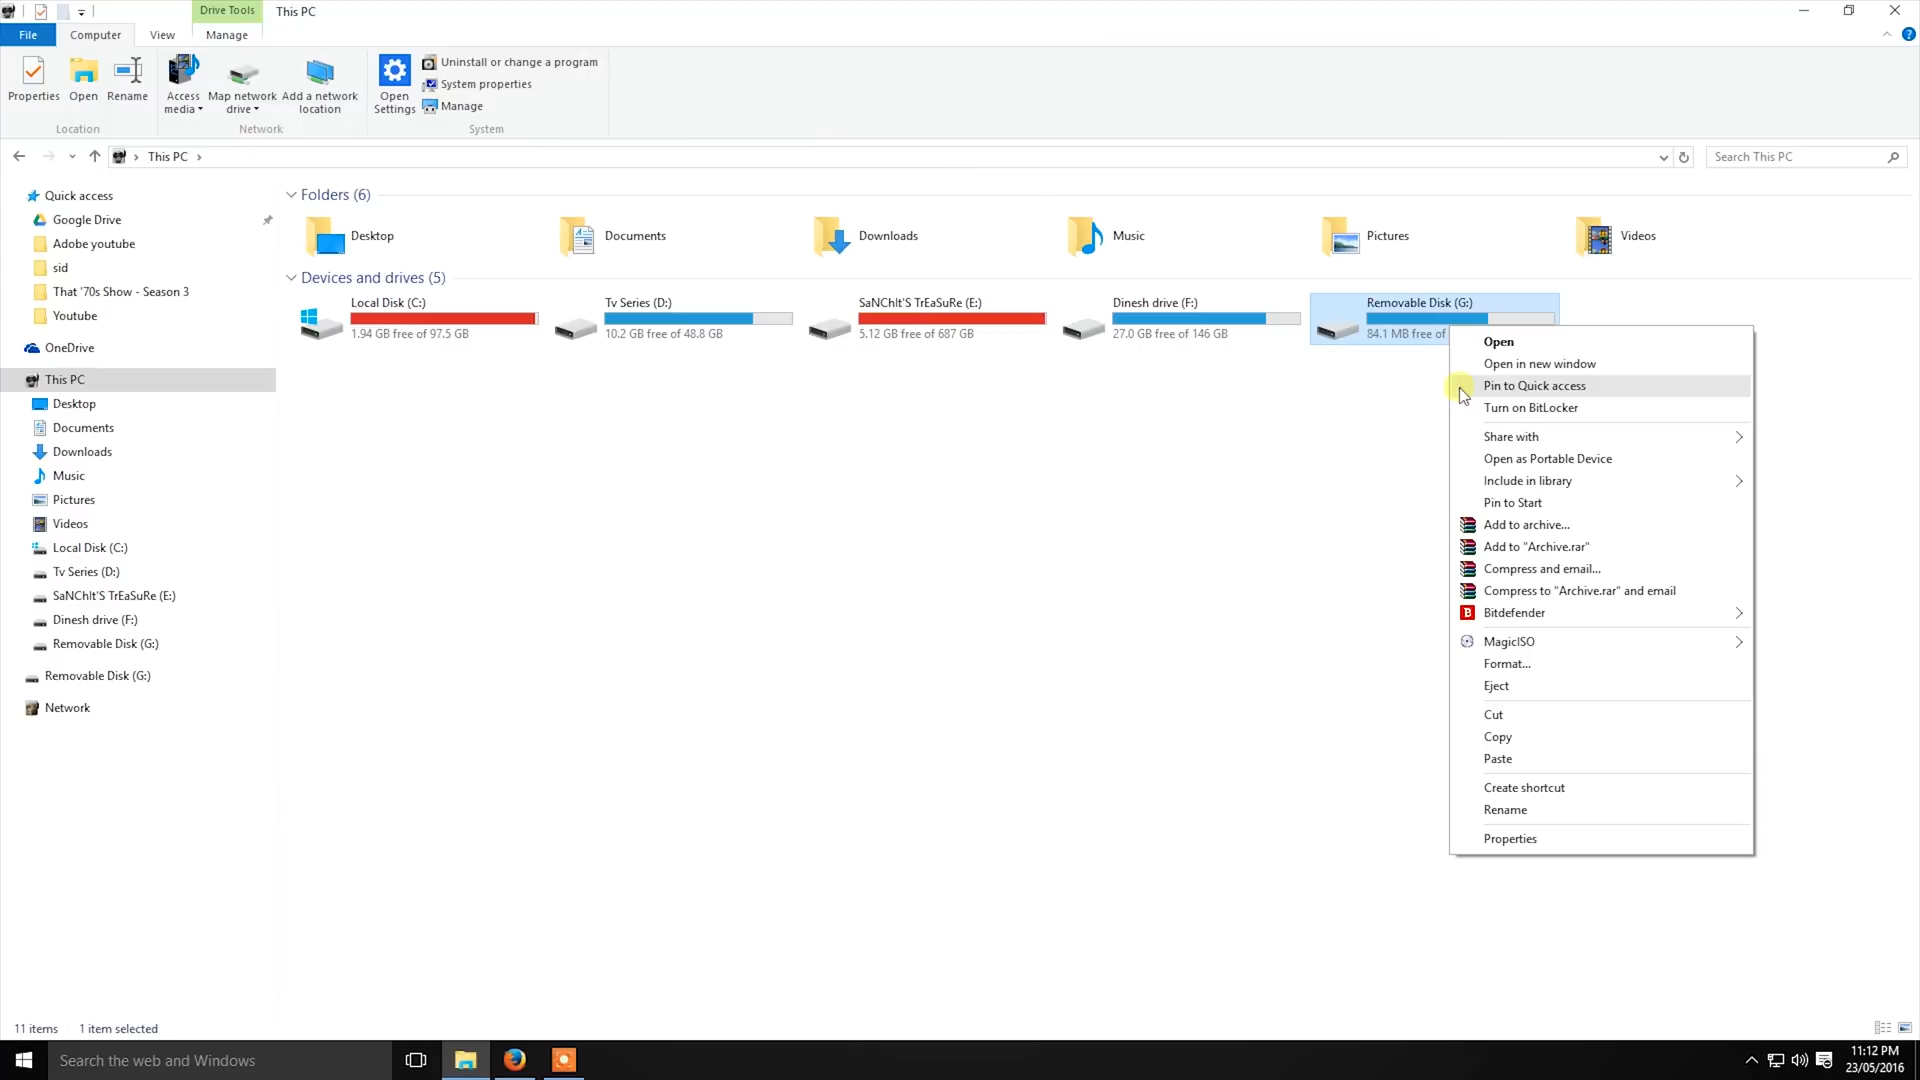 Drive Tools
This PC
File
Computer
View
Manage
Properties
Open
Rename
Access
media
Map network
drive
Add a network
location
Open
Settings
Uninstall or change a program
System properties
Manage
Location
Network
System
This PC
Search This PC
Quick access
Google Drive
Adobe youtube
sid
That '70s Show - Season 3
Youtube
OneDrive
This PC
Desktop
Documents
Downloads
Music
Pictures
Videos
Local Disk (C:)
Tv Series (D:)
SaNChIt'S TrEaSuRe (E:)
Dinesh drive (F:)
Removable Disk (G:)
Removable Disk (G:)
Network
Folders (6)
Desktop
Documents
Downloads
Music
Pictures
Videos
Devices and drives (5)
Local Disk (C:)
1.94 GB free of 97.5 GB
Tv Series (D:)
10.2 GB free of 48.8 GB
SaNChIt'S TrEaSuRe (E:)
5.12 GB free of 687 GB
Dinesh drive (F:)
27.0 GB free of 146 GB
Removable Disk (G:)
84.1 MB free of
Open
Open in new window
Pin to Quick access
Turn on BitLocker
Share with
Open as Portable Device
Include in library
Pin to Start
Add to archive...
Add to "Archive.rar"
Compress and email...
Compress to "Archive.rar" and email
B Bitdefender
MagicISO
Format...
Eject
Cut
Copy
Paste
Create shortcut
Rename
Properties
11 items
1 item selected
Search the web and Windows
11:12 PM
23/05/2016